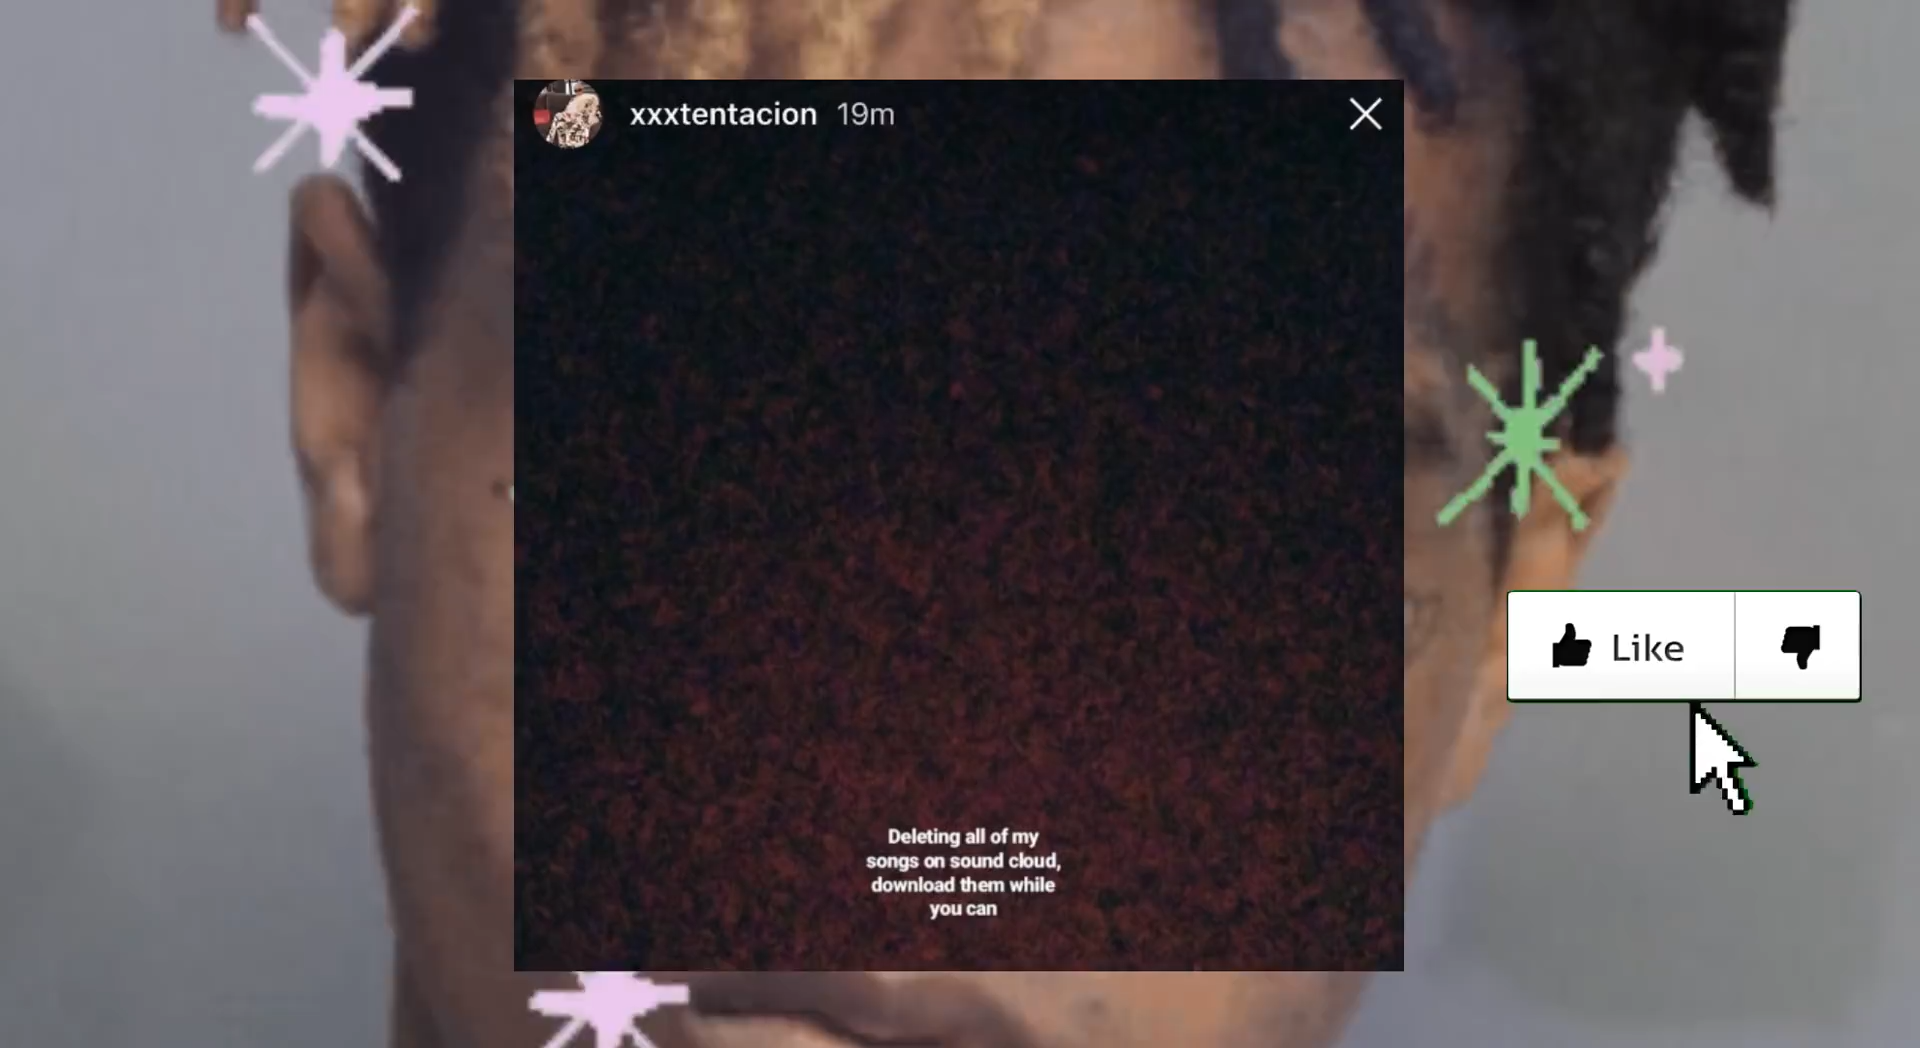 xxxtentacion 19m
Deleting all of my
songs on sound cloud,
download them while
you can
Like